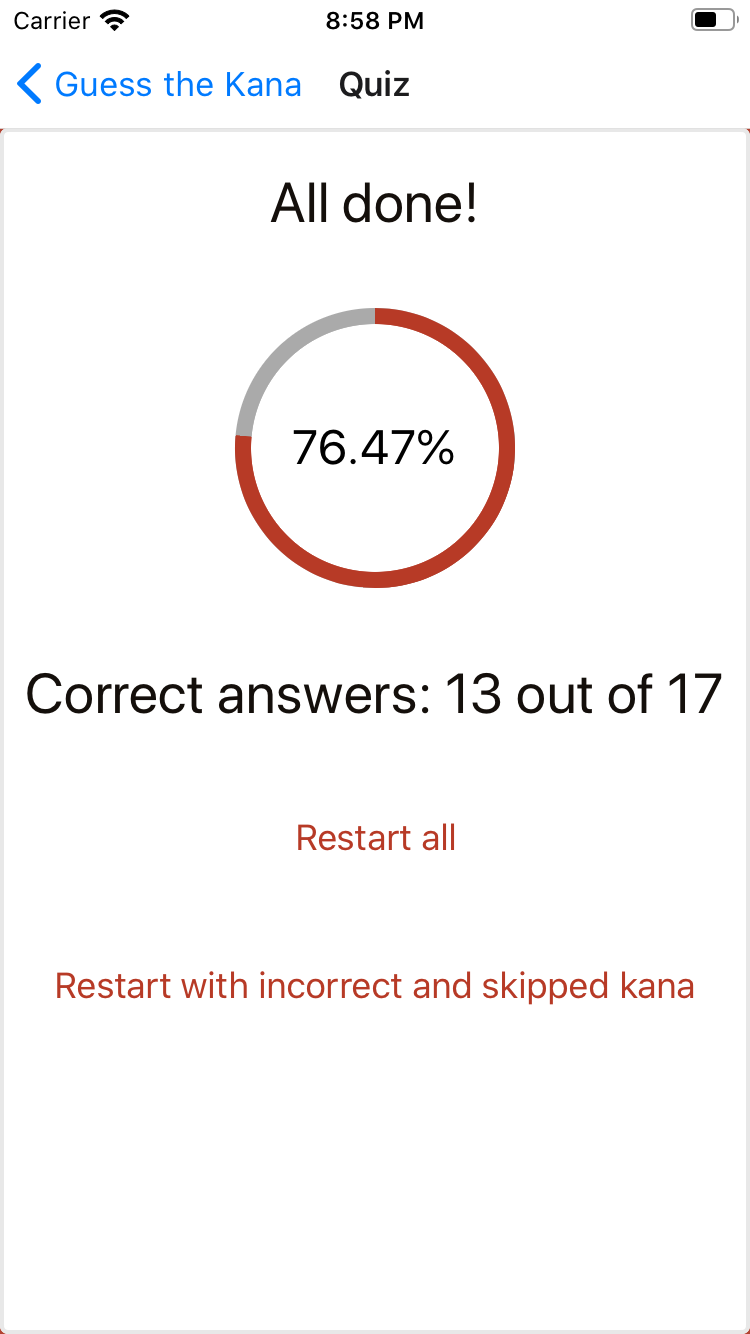 Carrier 8:58 PM
Guess the Kana Quiz
All done!
76.47%
Correct answers: 13 out of 17
Restart all
Restart with incorrect and skipped kana